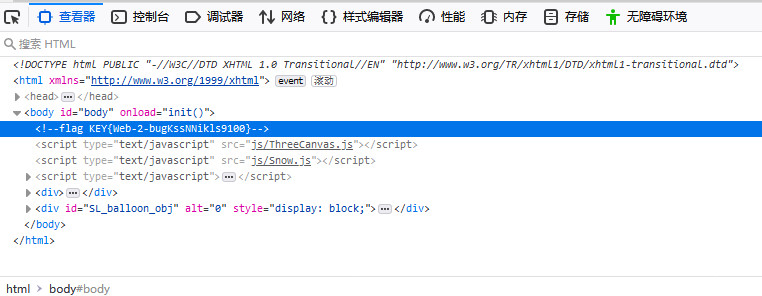 查看器 控制台 调试器 网络 样式编辑器 性能 内存 存储 无障碍环境
搜索 HTML
<!DOCTYPE html PUBLIC "-//W3C//DTD XHTML 1.0 Transitional//EN" "http://www.w3.org/TR/xhtml1/DTD/xhtml1-transitional.dtd">
<html xmlns="http://www.w3.org/1999/xhtml"> event 滚动
<head> ••• </head>
<body id="body" onload="init()">
<!--flag KEY{Web-2-bugKssNNikls9100}-->
<script type="text/javascript" src="js/ThreeCanvas.js"></script>
<script type="text/javascript" src="js/Snow.js"></script>
<script type="text/javascript"> ••• </script>
<div> ••• </div>
<div id="SL_balloon_obj" alt="0" style="display: block;"> ••• </div>
</body>
</html>
html > body#body